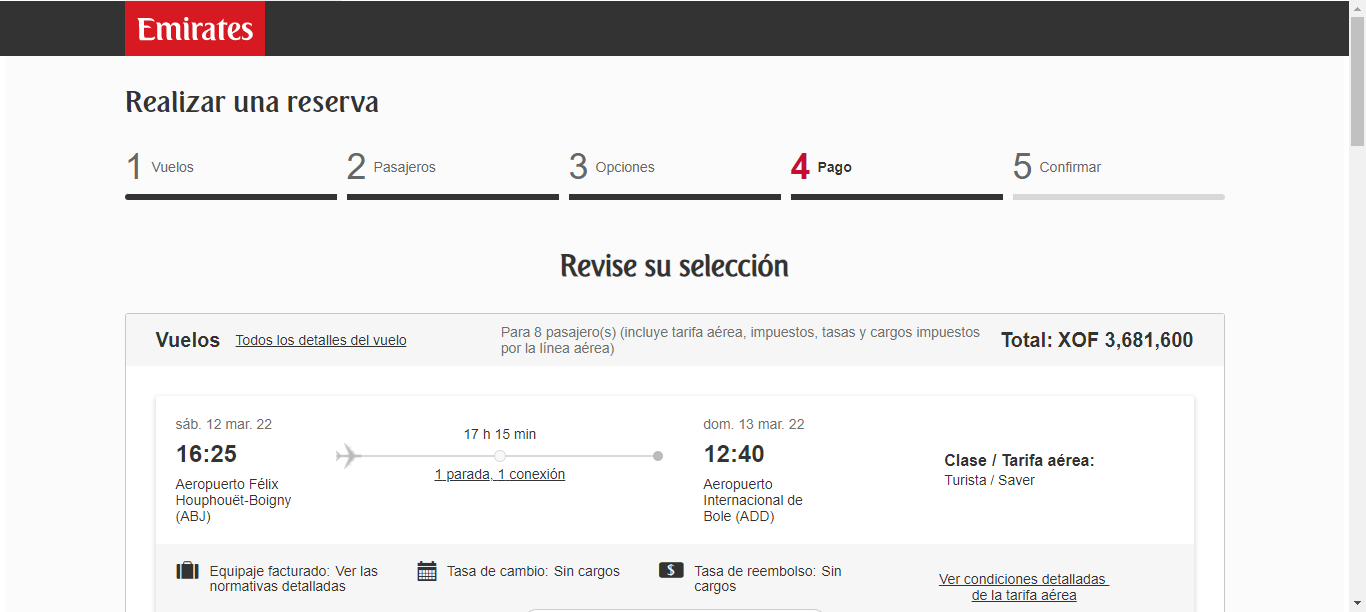 Emirates
Realizar una reserva
1 Vuelos
2 Pasajeros
3 Opciones
4 Pago
5 Confirmar
Revise su selección
Vuelos
Todos los detalles del vuelo
Para 8 pasajero(s) (incluye tarifa aérea, impuestos, tasas y cargos impuestos
por la línea aérea)
Total: XOF 3,681,600
sáb. 12 mar. 22
16:25
Aeropuerto Félix
Houphouët-Boigny
(ABJ)
17 h 15 min
1 parada, 1 conexión
dom. 13 mar. 22
12:40
Aeropuerto
Internacional de
Bole (ADD)
Clase / Tarifa aérea:
Turista / Saver
Equipaje facturado: Ver las
normativas detalladas
Tasa de cambio: Sin cargos
$
Tasa de reembolso: Sin
cargos
Ver condiciones detalladas
de la tarifa aérea